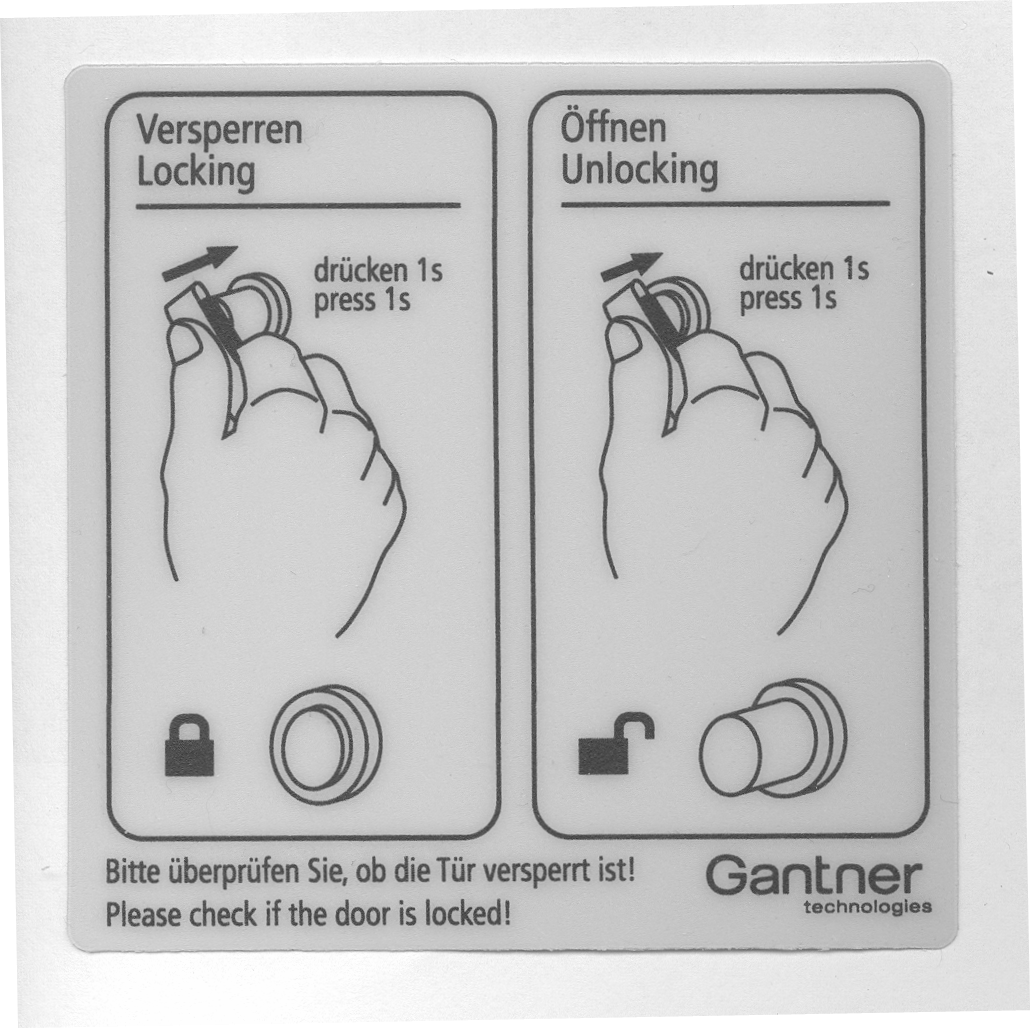 Versperren
Locking
drücken 1s
press 1s
Öffnen
Unlocking
drücken 1s
press 1s
Bitte überprüfen Sie, ob die Tür versperrt ist!
Please check if the door is locked!
Gantner
technologies